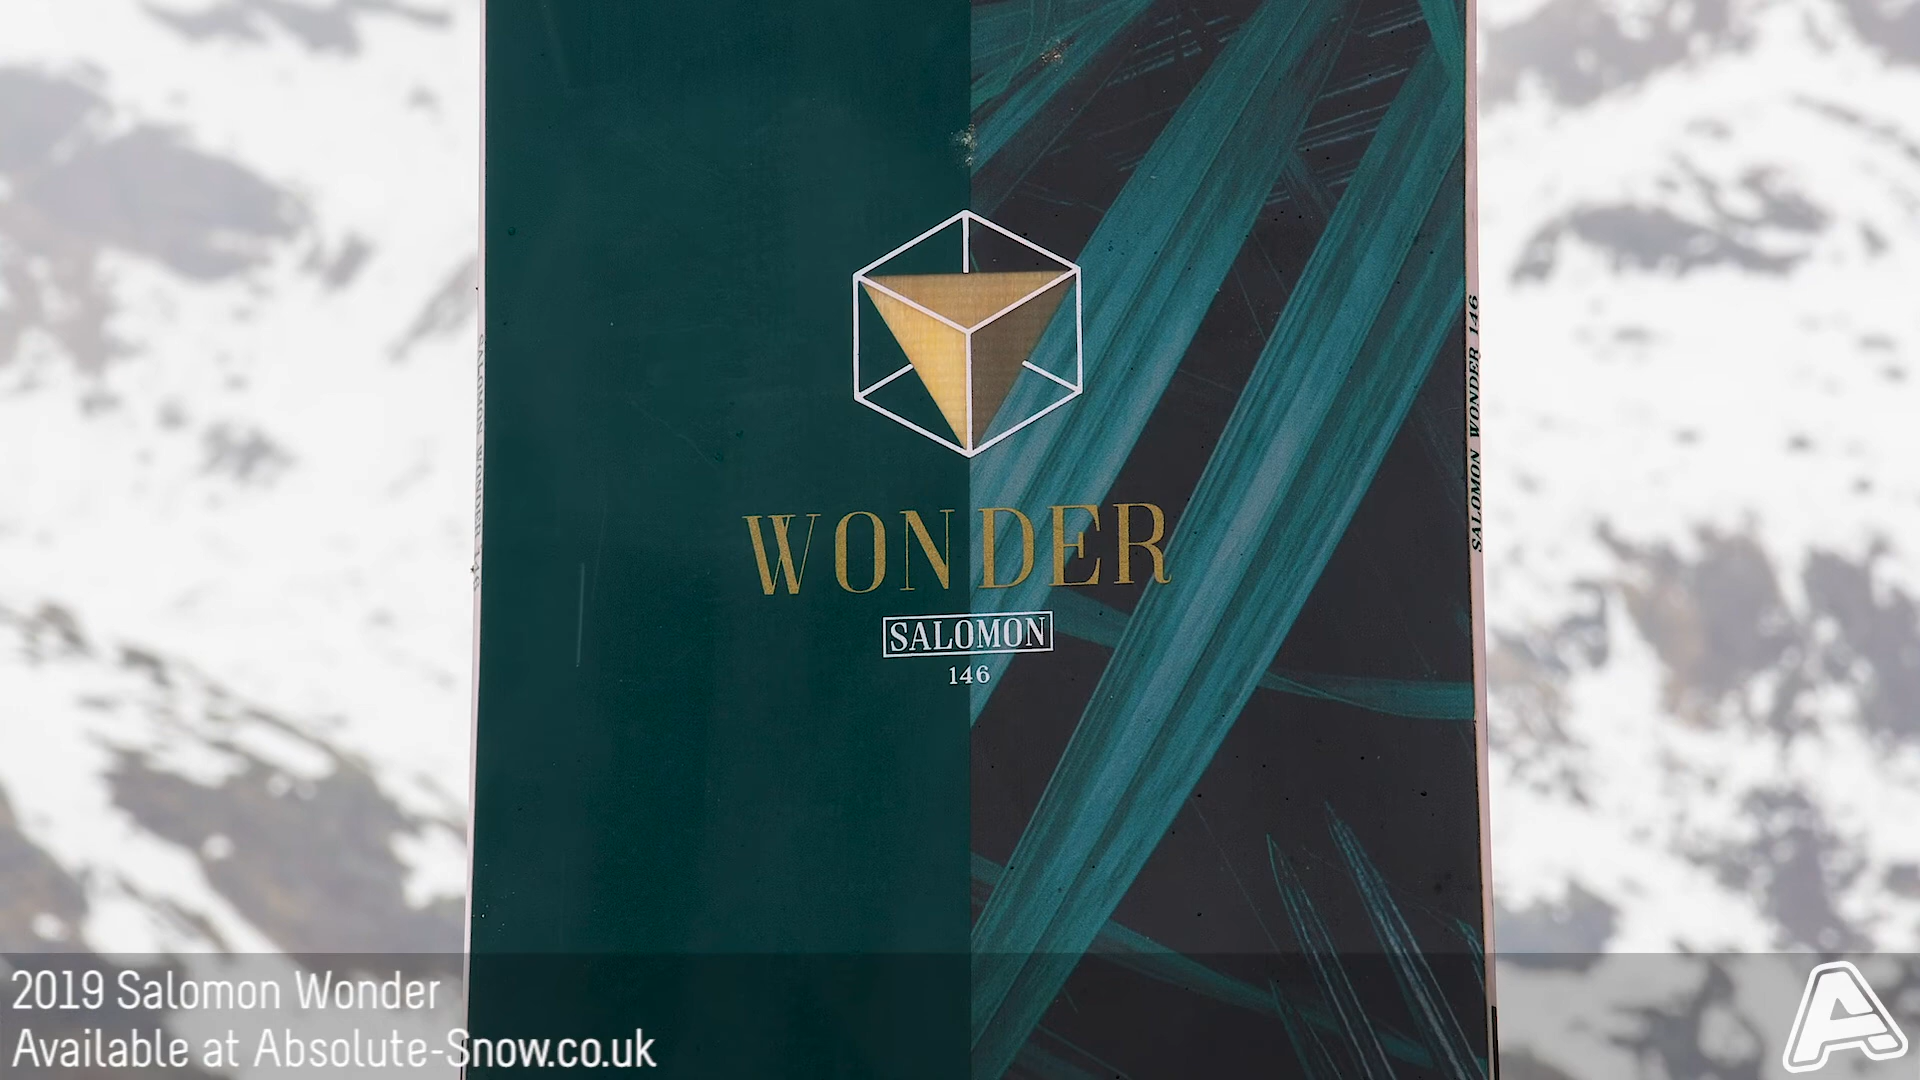 WONDER
SALOMON
146
SALOMON WONDER 146
SALOMON WONDER 146
2019 Salomon Wonder
Available at Absolute-Snow.co.uk
A